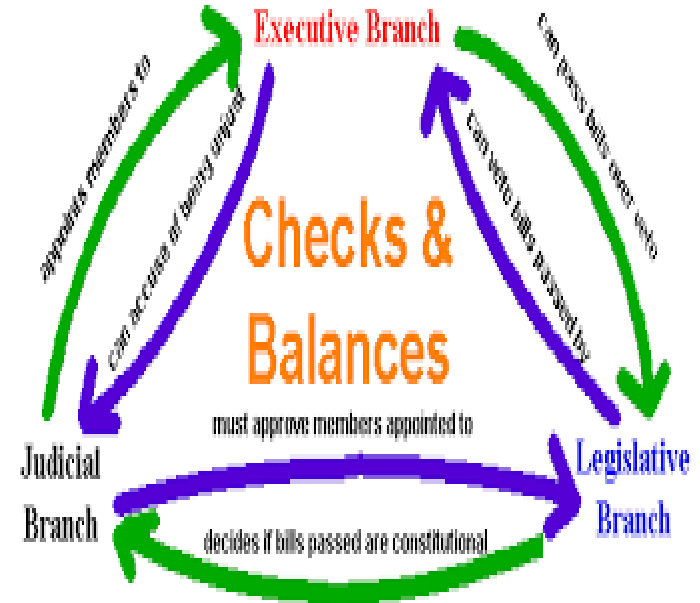 Executive Branch
appoints members to
can accuse of being unjust
can veto bills passed by
can pass bills over veto
Checks &
Balances
must approve members appointed to
Judicial
Branch
Legislative
Branch
decides if bills passed are constitutional